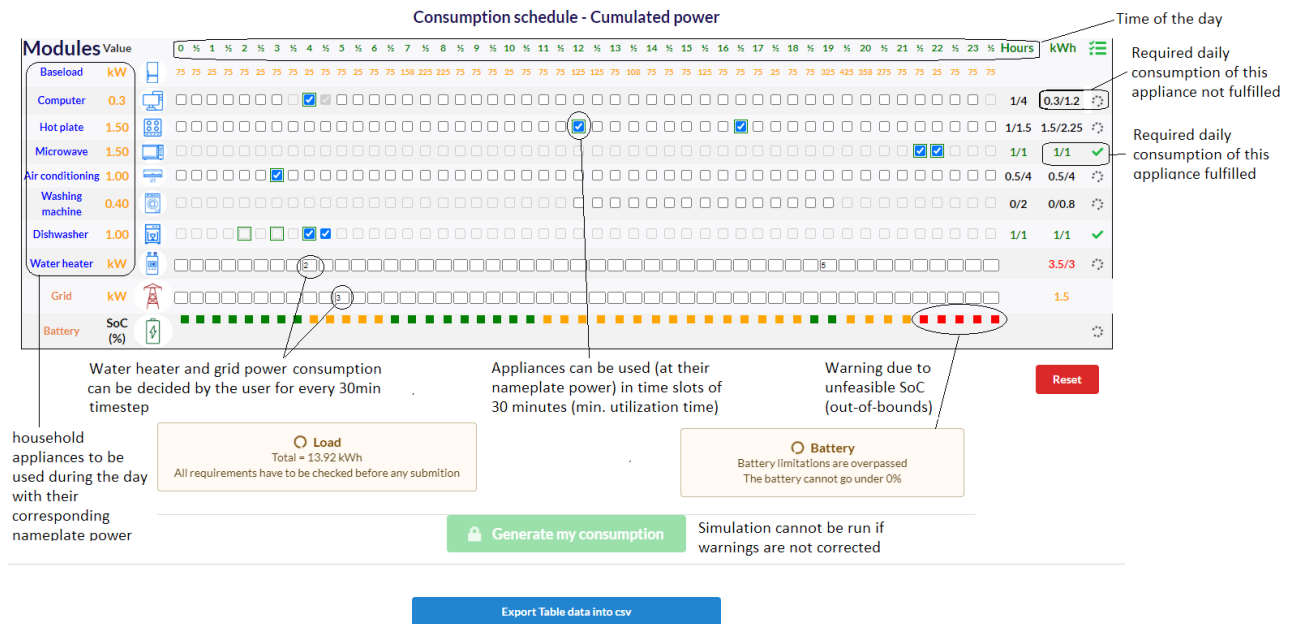 Consumption schedule - Cumulated power
Time of the day
Modules Value 0 ½ 1 ½ 2 ½ 3 ½ 4 ½ 5 ½ 6 ½ 7 ½ 8 ½ 9 ½ 10 ½ 11 ½ 12 ½ 13 ½ 14 ½ 15 ½ 16 ½ 17 ½ 18 ½ 19 ½ 20 ½ 21 ½ 22 ½ 23 ½ Hours kWh
Baseload kW 75 75 25 75 75 25 75 75 25 75 25 75 75 75 158 225 225 75 75 75 25 75 75 75 125 125 75 108 75 75 75 125 75 75 75 75 25 75 75 325 425 358 275 75 75 25 75 75 75
Computer 0.3 1/4 0.3/1.2
Hot plate 1.50 1/1.5 1.5/2.25
Microwave 1.50 1/1 1/1
Air conditioning 1.00 0.5/4 0.5/4
Washing
machine 0.40 0/2 0/0.8
Dishwasher 1.00 1/1 1/1
Water heater kW 2 5 3.5/3
Grid kW 3 1.5
Battery SoC
(%)
Required daily
consumption of this
appliance not fulfilled
Required daily
consumption of this
appliance fulfilled
Water heater and grid power consumption
can be decided by the user for every 30min
timestep
Appliances can be used (at their
nameplate power) in time slots of
30 minutes (min. utilization time)
Warning due to
unfeasible SoC
(out-of-bounds)
Reset
household
appliances to be
used during the day
with their
corresponding
nameplate power
Load
Total = 13.92 kWh
All requirements have to be checked before any submition
Battery
Battery limitations are overpassed
The battery cannot go under 0%
Generate my consumption
Simulation cannot be run if
warnings are not corrected
Export Table data into csv